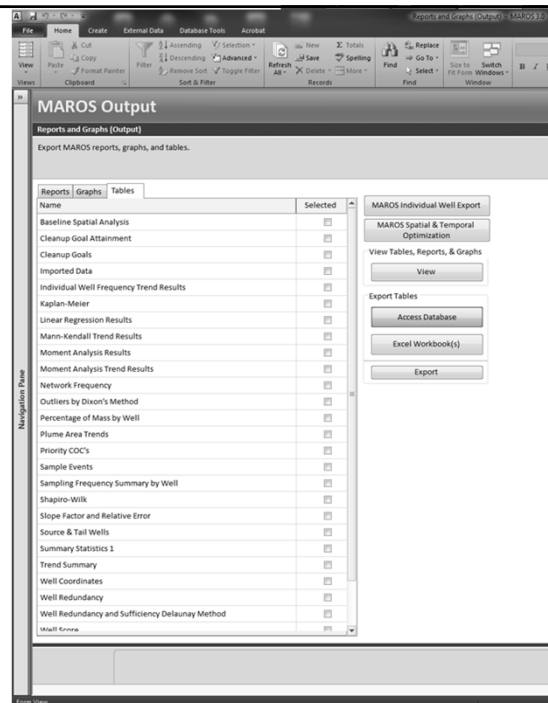 Reports and Graphs (Output) - MAROS 3.0
File Home Create External Data Database Tools Acrobat
View
Views
Paste
Cut
Copy
Format Painter
Clipboard
Filter
Ascending
Descending
Remove Sort
Selection
Advanced
Toggle Filter
Sort & Filter
Refresh
All
New
Save
Delete
Totals
Spelling
More
Records
Find
Replace
Go To
Select
Find
Size to
Fit Form
Switch
Windows
Window
B I
»
MAROS Output
Reports and Graphs (Output)
Export MAROS reports, graphs, and tables.
Reports Graphs Tables
Name Selected
Baseline Spatial Analysis
Cleanup Goal Attainment
Cleanup Goals
Imported Data
Individual Well Frequency Trend Results
Kaplan-Meier
Linear Regression Results
Mann-Kendall Trend Results
Moment Analysis Results
Moment Analysis Trend Results
Network Frequency
Outliers by Dixon's Method
Percentage of Mass by Well
Plume Area Trends
Priority COC's
Sample Events
Sampling Frequency Summary by Well
Shapiro-Wilk
Slope Factor and Relative Error
Source & Tail Wells
Summary Statistics 1
Trend Summary
Well Coordinates
Well Redundancy
Well Redundancy and Sufficiency Delaunay Method
Well Score
MAROS Individual Well Export
MAROS Spatial & Temporal
Optimization
View Tables, Reports, & Graphs
View
Export Tables
Access Database
Excel Workbook(s)
Export
Navigation Pane
Form View